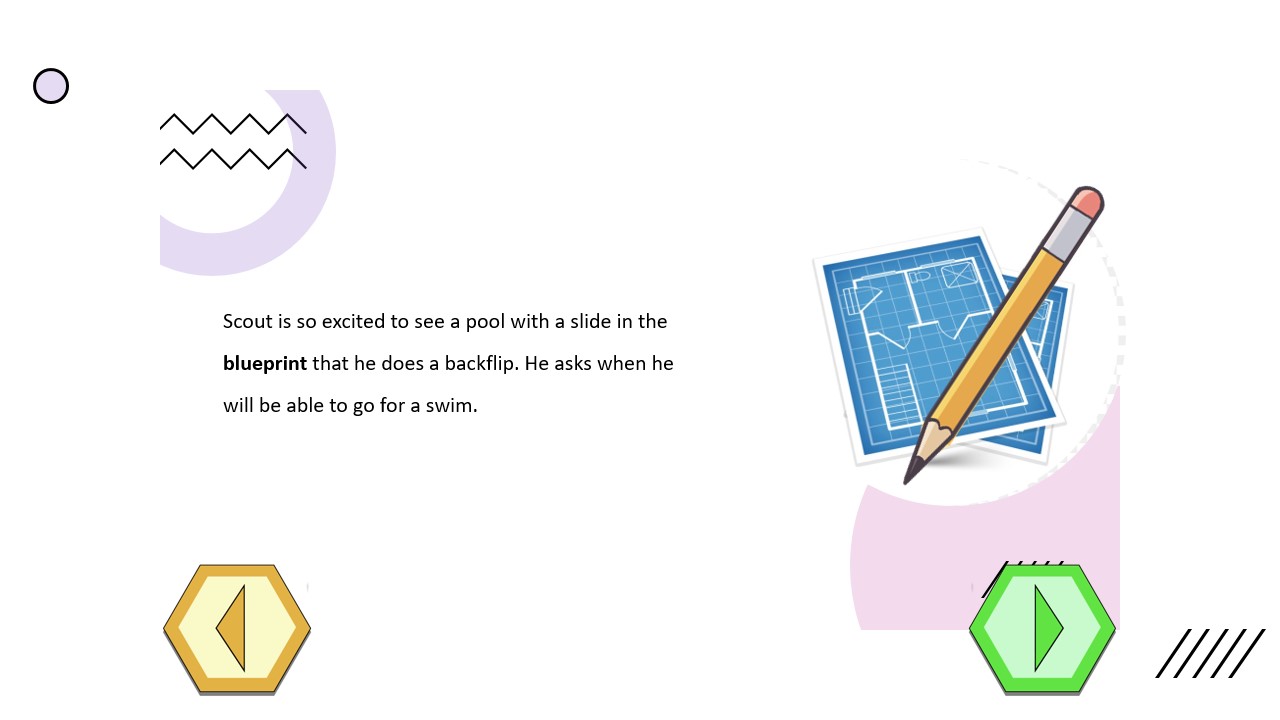 Scout is so excited to see a pool with a slide in the
blueprint that he does a backflip. He asks when he
will be able to go for a swim.